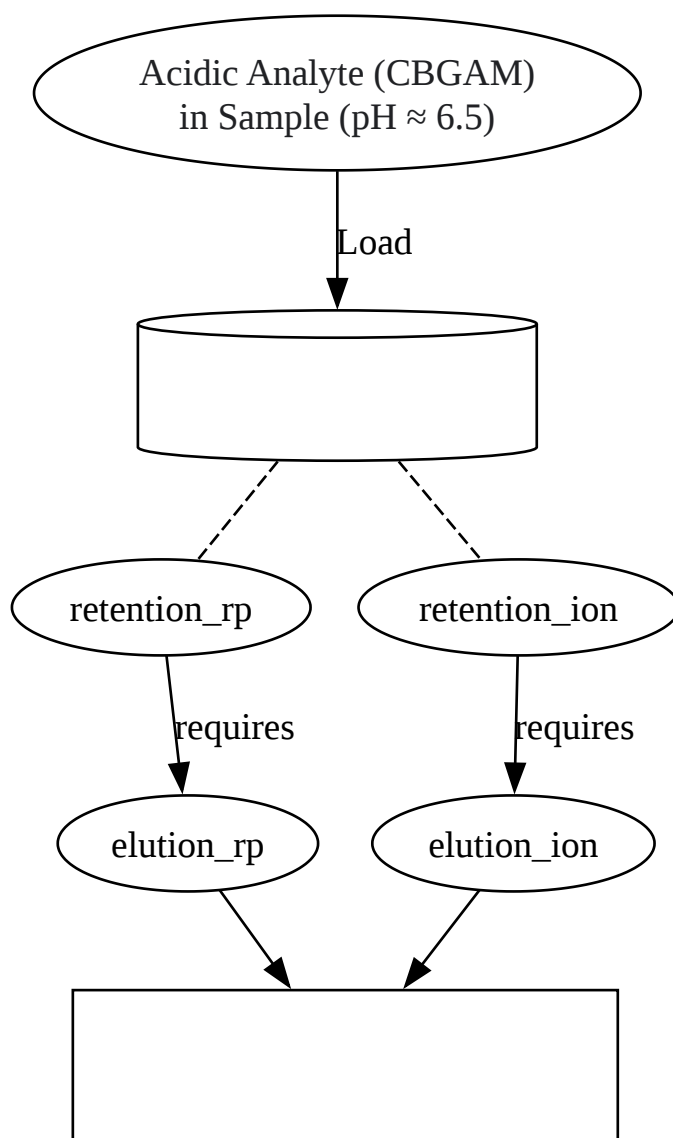 Acidic Analyte (CBGAM)
in Sample (pH ≈ 6.5)
Load
retention_rp
retention_ion
requires
requires
elution_rp
elution_ion